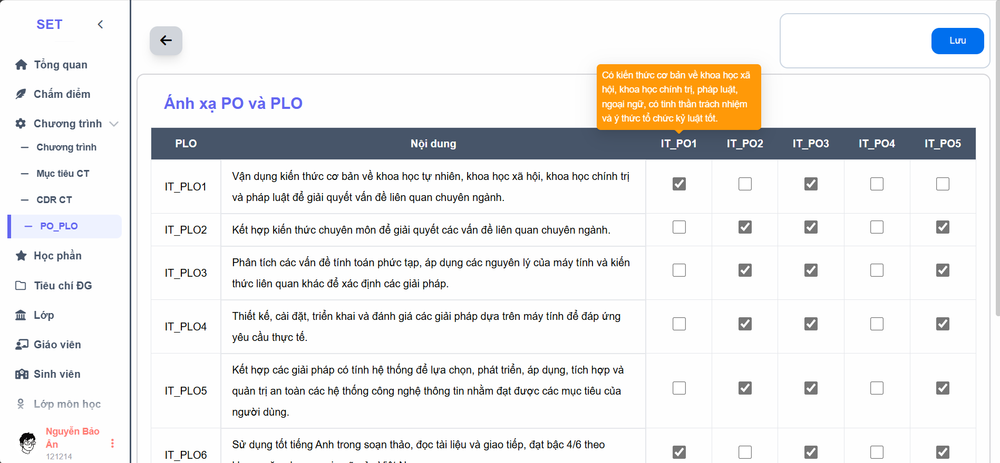 SET
Tổng quan
Chấm điểm
Chương trình
Chương trình
Mục tiêu CT
CDR CT
PO_PLO
Học phần
Tiêu chí ĐG
Lớp
Giáo viên
Sinh viên
Lớp môn học
Nguyễn Bảo
Ân
121214
Lưu
Có kiến thức cơ bản về khoa học xã
hội, khoa học chính trị, pháp luật,
ngoại ngữ, có tinh thần trách nhiệm
và ý thức tổ chức kỷ luật tốt.
Ánh xạ PO và PLO
PLO Nội dung IT_PO1 IT_PO2 IT_PO3 IT_PO4 IT_PO5
IT_PLO1
Vận dụng kiến thức cơ bản về khoa học tự nhiên, khoa học xã hội, khoa học chính trị
và pháp luật để giải quyết vấn đề liên quan chuyên ngành.
IT_PLO2
Kết hợp kiến thức chuyên môn để giải quyết các vấn đề liên quan chuyên ngành.
IT_PLO3
Phân tích các vấn đề tính toán phức tạp, áp dụng các nguyên lý của máy tính và kiến
thức liên quan khác để xác định các giải pháp.
IT_PLO4
Thiết kế, cài đặt, triển khai và đánh giá các giải pháp dựa trên máy tính để đáp ứng
yêu cầu thực tế.
IT_PLO5
Kết hợp các giải pháp có tính hệ thống để lựa chọn, phát triển, áp dụng, tích hợp và
quản trị an toàn các hệ thống công nghệ thông tin nhằm đạt được các mục tiêu của
người dùng.
IT_PLO6
Sử dụng tốt tiếng Anh trong soạn thảo, đọc tài liệu và giao tiếp, đạt bậc 4/6 theo